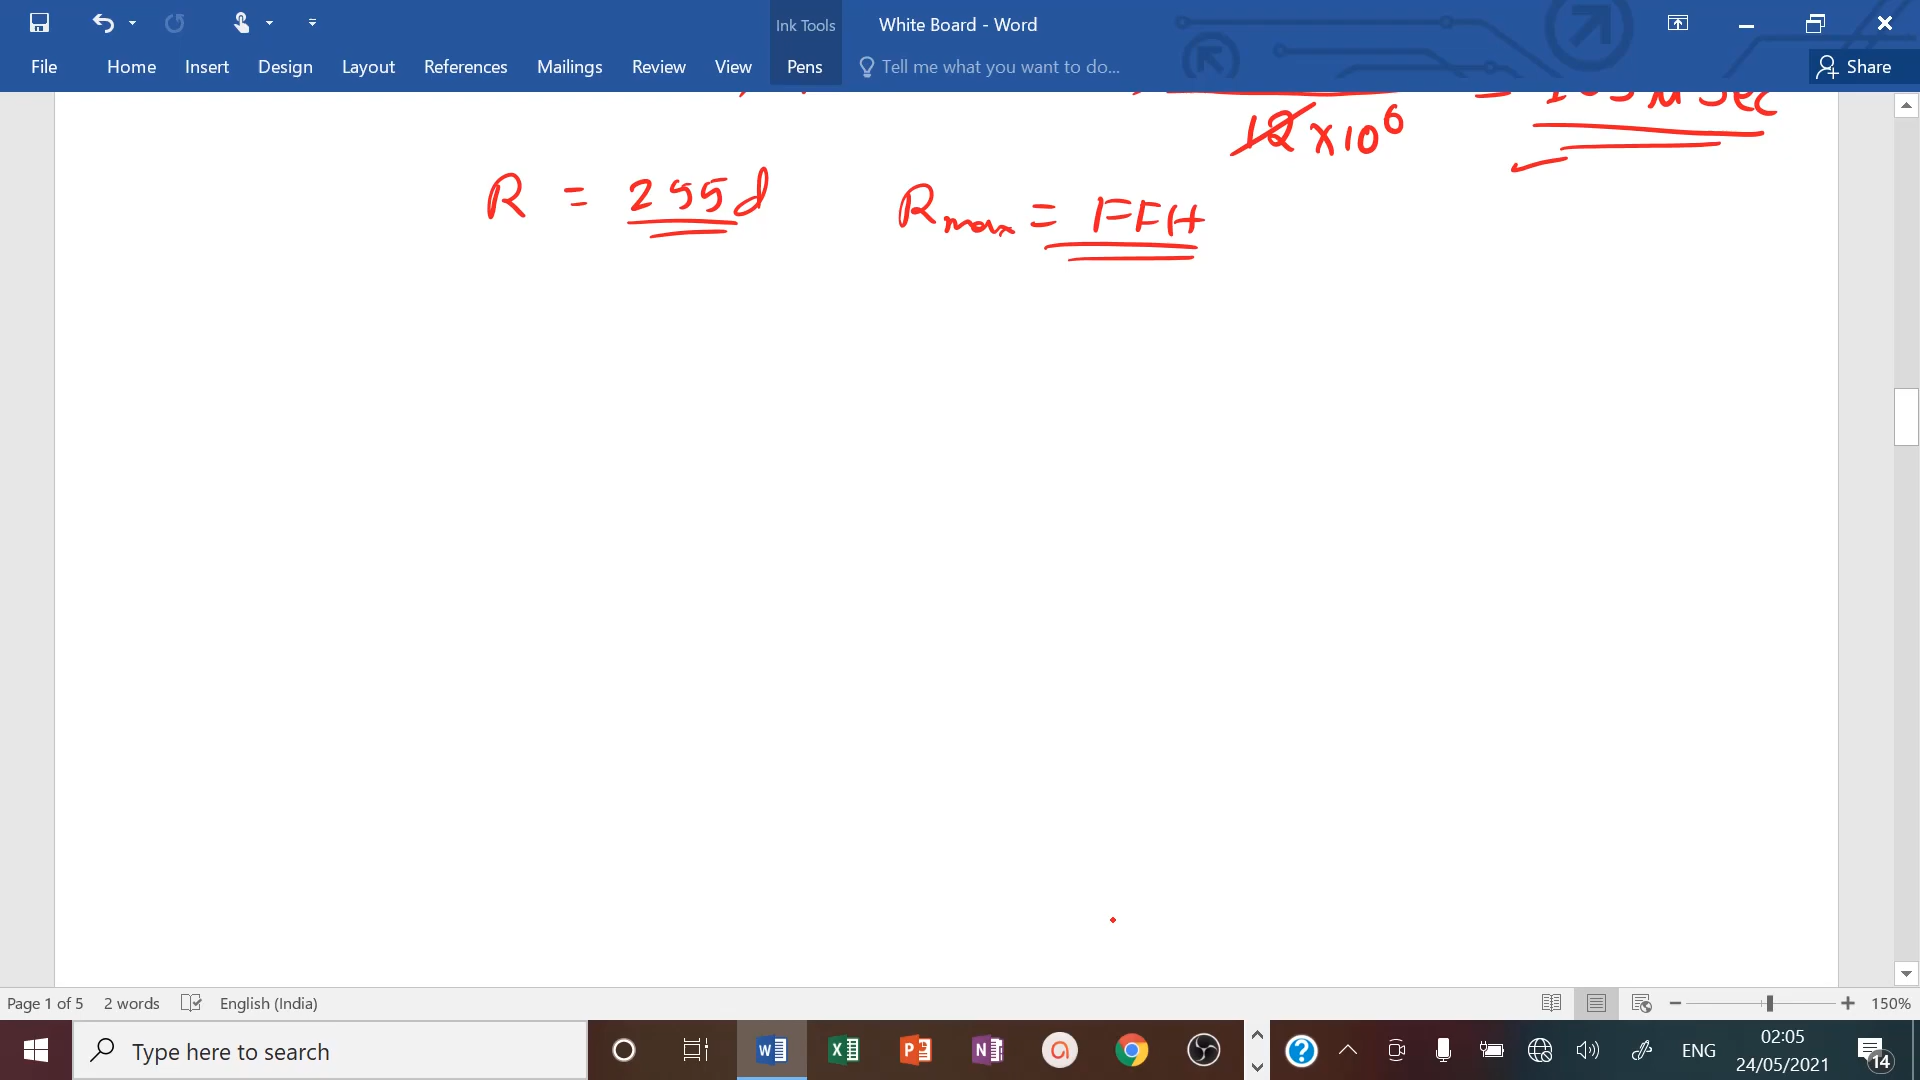 Ink Tools
White Board - Word
File Home Insert Design Layout References Mailings Review View Pens Tell me what you want to do... Share
12 x 10⁶
R = 255d Rmax = FFH
Page 1 of 5 2 words English (India) 150%
Type here to search
ENG
02:05
24/05/2021
14